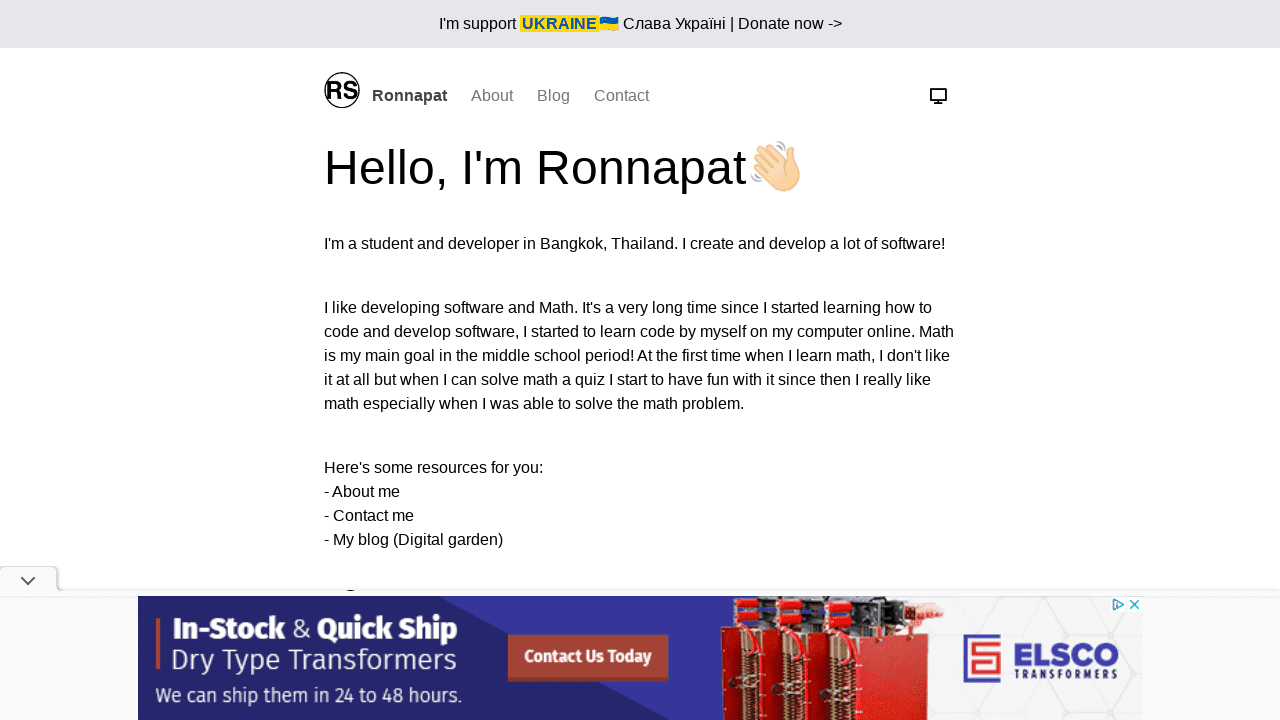 I'm support UKRAINE🇺🇦 Слава Україні | Donate now ->
RS Ronnapat About Blog Contact
Hello, I'm Ronnapat👋🏻
I'm a student and developer in Bangkok, Thailand. I create and develop a lot of software!
I like developing software and Math. It's a very long time since I started learning how to
code and develop software, I started to learn code by myself on my computer online. Math
is my main goal in the middle school period! At the first time when I learn math, I don't like
it at all but when I can solve math a quiz I start to have fun with it since then I really like
math especially when I was able to solve the math problem.
Here's some resources for you:
- About me
- Contact me
- My blog (Digital garden)
In-Stock & Quick Ship
Dry Type Transformers
We can ship them in 24 to 48 hours.
Contact Us Today
ELSCO
TRANSFORMERS